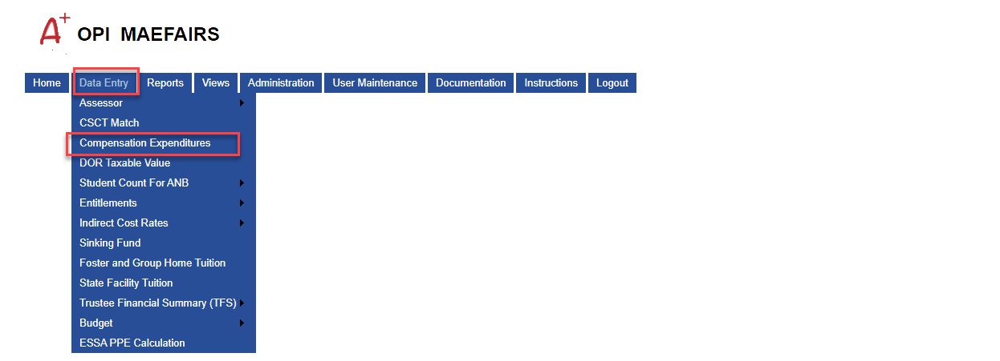 A+ OPI MAEFAIRS
Home Data Entry Reports Views Administration User Maintenance Documentation Instructions Logout
Assessor
CSCT Match
Compensation Expenditures
DOR Taxable Value
Student Count For ANB
Entitlements
Indirect Cost Rates
Sinking Fund
Foster and Group Home Tuition
State Facility Tuition
Trustee Financial Summary (TFS)
Budget
ESSA PPE Calculation